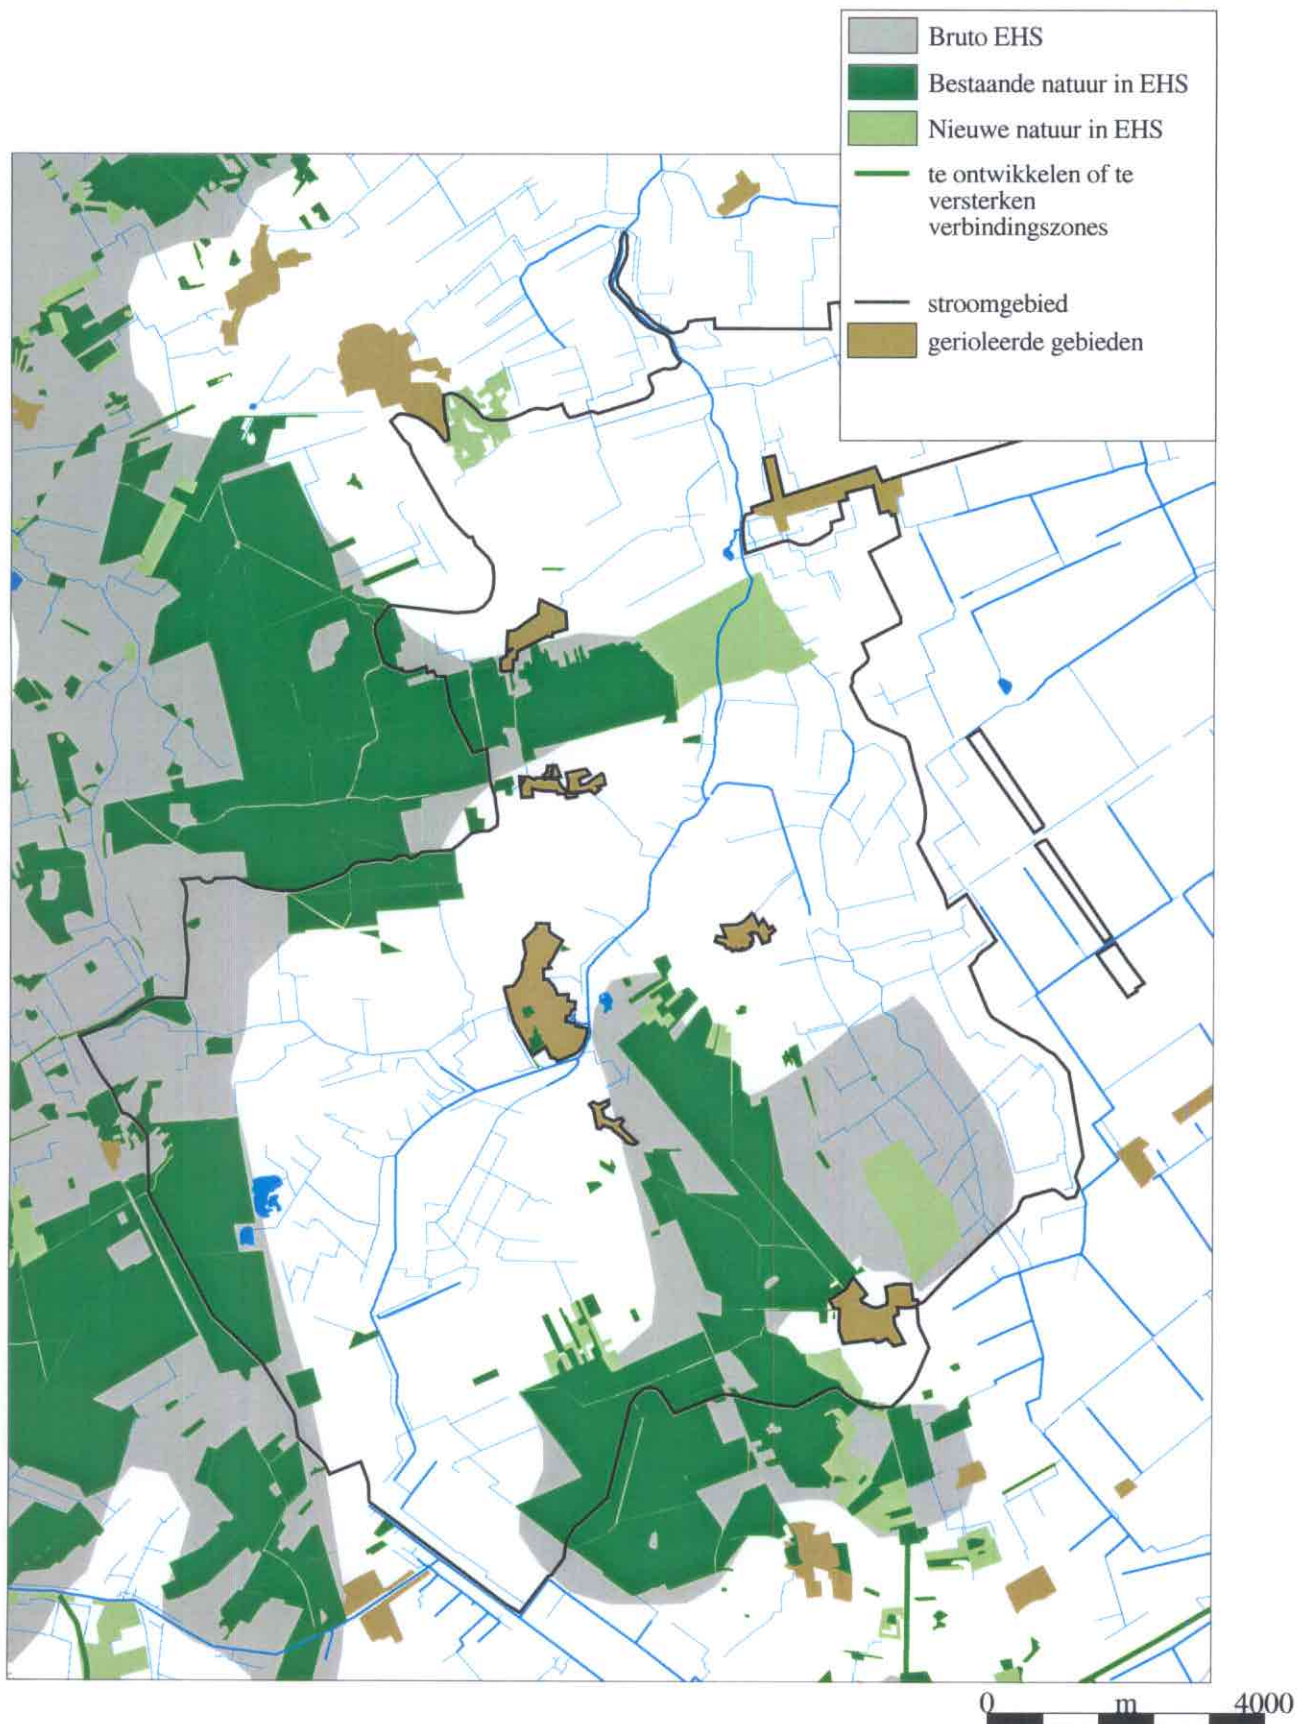 Bruto EHS
Bestaande natuur in EHS
Nieuwe natuur in EHS
te ontwikkelen of te
versterken
verbindingszones
stroomgebied
gerioleerde gebieden
0 m 4000